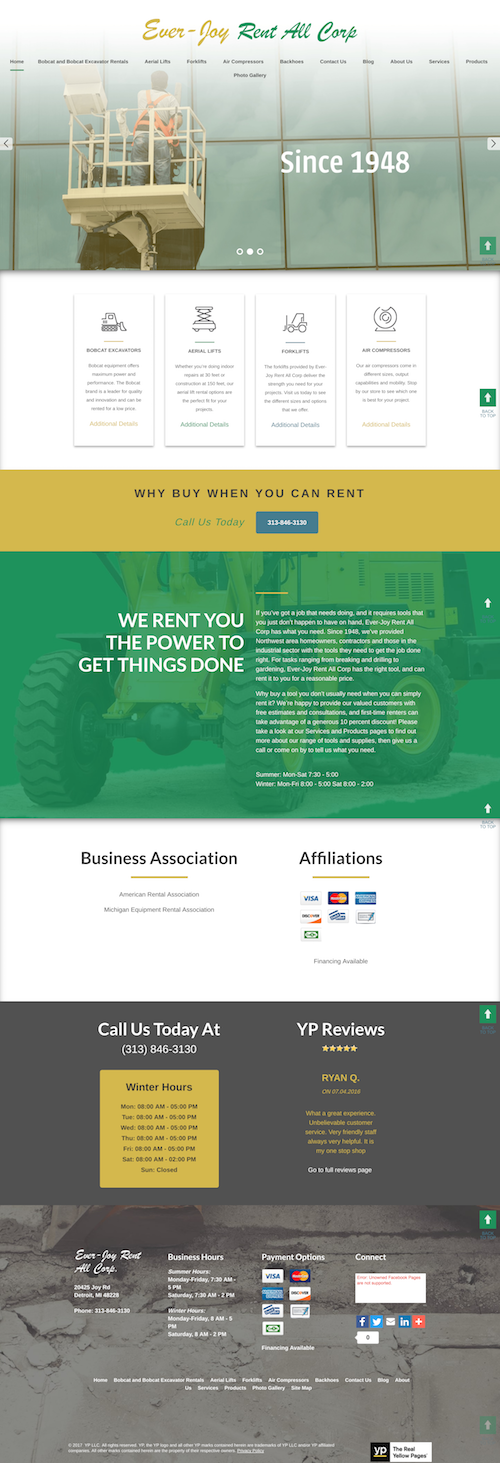 Ever-Joy Rent All Corp
Home Bobcat and Bobcat Excavator Rentals Aerial Lifts Forklifts Air Compressors Backhoes Contact Us Blog About Us Services Products
Photo Gallery
Since 1948
BOBCAT EXCAVATORS
Bobcat equipment offers
maximum power and
performance. The Bobcat
brand is a leader for quality
and innovation and can be
rented for a low price.
Additional Details
AERIAL LIFTS
Whether you're doing indoor
repairs at 30 feet or
construction at 150 feet, our
aerial lift rental options are
the perfect fit for your
projects.
Additional Details
FORKLIFTS
The forklifts provided by Ever-
Joy Rent All Corp deliver the
strength you need for your
projects. Visit us today to see
the different sizes and options
that we offer.
Additional Details
AIR COMPRESSORS
Our air compressors come in
different sizes, output
capabilities and mobility. Stop
by our store to see which one
is best for your project
Additional Details
BACK
TO TOP
WHY BUY WHEN YOU CAN RENT
Call Us Today 313-846-3130
WE RENT YOU
THE POWER TO
GET THINGS DONE
If you've got a job that needs doing, and it requires tools that
you just don't happen to have on hand, Ever-Joy Rent All
Corp has what you need. Since 1948, we've provided
Northwest area homeowners, contractors and those in the
industrial sector with the tools they need to get the job done
right. For tasks ranging from breaking and drilling to
gardening, Ever-Joy Rent All Corp has the right tool, and can
rent it to you for a reasonable price.
Why buy a tool you don't usually need when you can simply
rent it? We're happy to provide our valued customers with
free estimates and consultations, and first-time renters can
take advantage of a generous 10 percent discount! Please
take a look at our Services and Products pages to find out
more about our range of tools and supplies, then give us a
call or come on by to tell us what you need.
Summer: Mon-Sat 7:30 - 5:00
Winter: Mon-Fri 8:00 - 5:00 Sat 8:00 - 2:00
BACK
TO TOP
Business Association
American Rental Association
Michigan Equipment Rental Association
Affiliations
VISA MasterCard
DISCOVER
Financing Available
Call Us Today At
(313) 846-3130
Winter Hours
Mon: 08:00 AM - 05:00 PM
Tue: 08:00 AM - 05:00 PM
Wed: 08:00 AM - 05:00 PM
Thu: 08:00 AM - 05:00 PM
Fri: 08:00 AM - 05:00 PM
Sat: 08:00 AM - 02:00 PM
Sun: Closed
YP Reviews
RYAN Q.
ON 07.04.2016
What a great experience.
Unbelievable customer
service. Very friendly staff
always very helpful. It is
my one stop shop
Go to full reviews page
BACK
TO TOP
Ever-Joy Rent
All Corp.
20425 Joy Rd
Detroit, MI 48228
Phone: 313-846-3130
Business Hours
Summer Hours:
Monday-Friday, 7:30 AM -
5 PM
Saturday, 7:30 AM - 2 PM
Winter Hours:
Monday-Friday, 8 AM - 5
PM
Saturday, 8 AM - 2 PM
Payment Options
VISA MasterCard
DISCOVER
Financing Available
Connect
Error: Unowned Facebook Pages
are not supported.
0
BACK
TO TOP
Home Bobcat and Bobcat Excavator Rentals Aerial Lifts Forklifts Air Compressors Backhoes Contact Us Blog About
Us Services Products Photo Gallery Site Map
© 2017 YP LLC. All rights reserved. YP, the YP logo and all other YP marks contained herein are trademarks of YP LLC and/or YP affiliated
companies. All other marks contained herein are the property of their respective owners. Privacy Policy
yp The Real
Yellow Pages